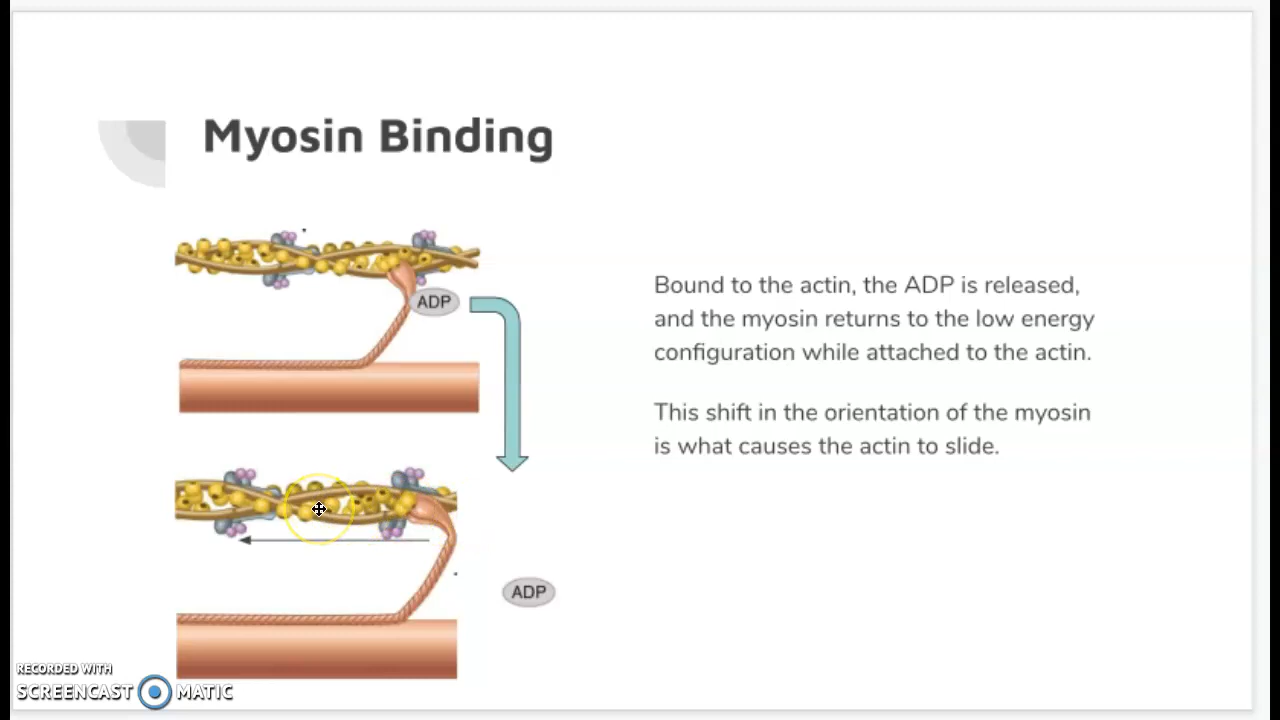 Myosin Binding
ADP
Bound to the actin, the ADP is released,
and the myosin returns to the low energy
configuration while attached to the actin.
This shift in the orientation of the myosin
is what causes the actin to slide.
ADP
RECORDED WITH
SCREENCAST MATIC